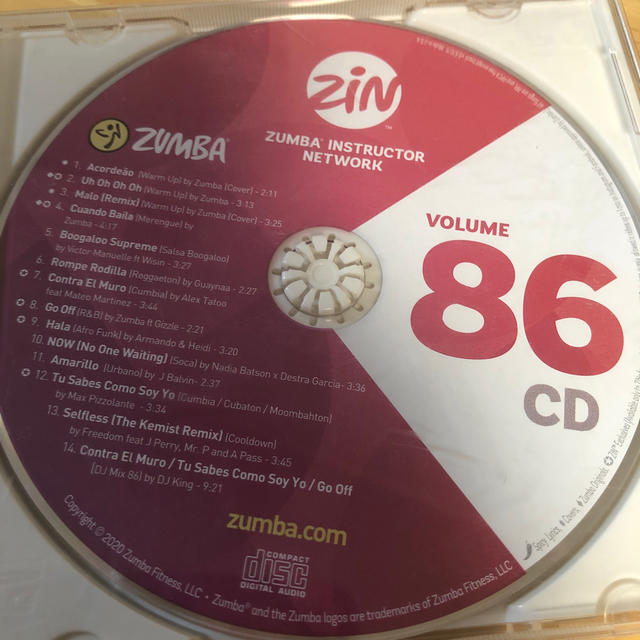 ZiN™
ZUMBA® INSTRUCTOR
NETWORK
ZUMBA®
1. Acordeão (Warm Up) by Zumba (Cover) - 2:11
2. Uh Oh Oh Oh (Warm Up) by Zumba - 3:13
3. Malo (Remix) (Warm Up) by Zumba (Cover) - 3:25
4. Cuando Baila (Merengue) by
Zumba - 4:17
5. Boogaloo Supreme (Salsa Boogaloo)
by Victor Manuelle ft Wisin - 3:27
6. Rompe Rodilla (Reggaeton) by Guaynaa - 2:27
7. Contra El Muro (Cumbia) by Alex Tatoo
feat Mateo Martinez - 3:44
8. Go Off (R&B) by Zumba ft Gizzle - 2:21
9. Hala (Afro Funk) by Armando & Heidi - 3:20
10. NOW (No One Waiting) (Soca) by Nadia Batson x Destra Garcia- 3:36
11. Amarillo (Urbano) by J Balvin - 2:37
12. Tu Sabes Como Soy Yo (Cumbia / Cubaton / Moombahton)
by Max Pizzolante - 3:34
13. Selfless (The Kemist Remix) (Cooldown)
by Freedom feat J Perry, Mr. P and A Pass - 3:45
14. Contra El Muro / Tu Sabes Como Soy Yo / Go Off
(DJ Mix 86) by DJ King - 9:21
VOLUME
86
CD
zumba.com
COMPACT
disc
DIGITAL AUDIO
Copyright © 2020 Zumba Fitness, LLC • Zumba® and the Zumba logos are trademarks of Zumba Fitness, LLC
Spicy Lyrics. Covers. Zumba Originals.